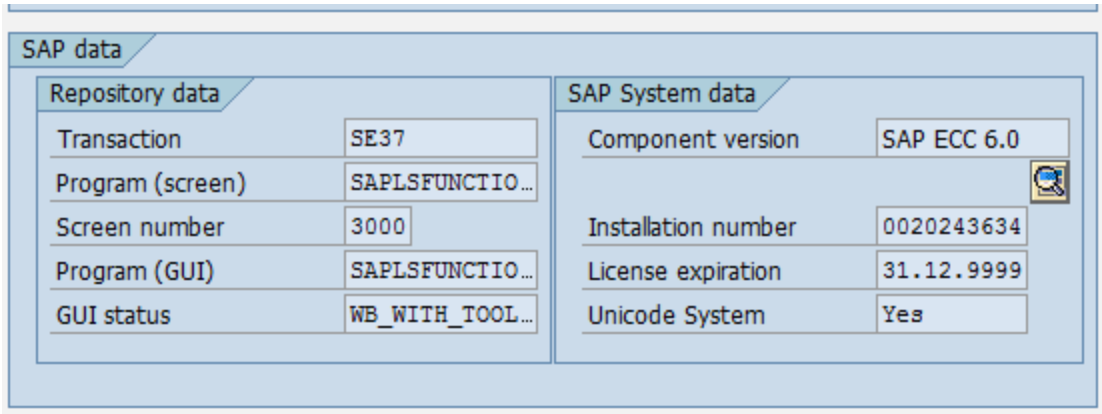 SAP data
Repository data
Transaction SE37
Program (screen) SAPLSFUNCTIO…
Screen number 3000
Program (GUI) SAPLSFUNCTIO…
GUI status WB_WITH_TOOL…
SAP System data
Component version SAP ECC 6.0
Installation number 0020243634
License expiration 31.12.9999
Unicode System Yes